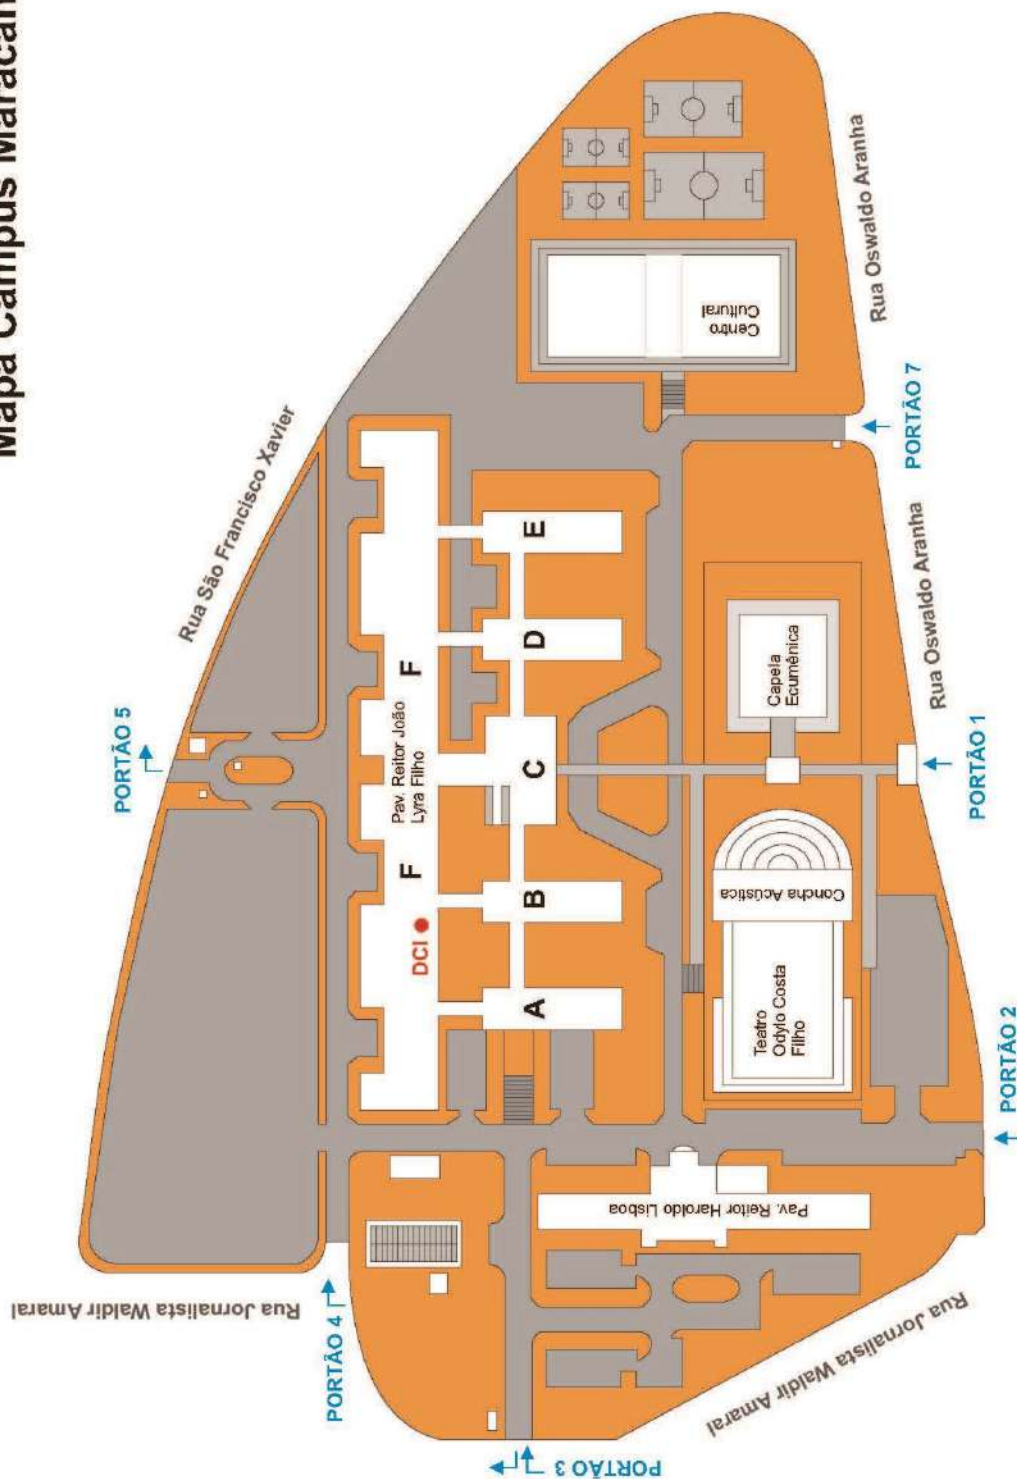 Mapa Campus Maracan
Rua São Francisco Xavier
PORTÃO 5
Rua Oswaldo Aranha
Centro
Cultural
PORTÃO 7
E
D
F
Pav. Reitor João
Lyra Filho
C
F
B
DCI
A
Capela
Ecumênica
Rua Oswaldo Aranha
PORTÃO 1
Concha Acústica
Teatro
Odylo Costa
Filho
PORTÃO 2
Pav. Reitor Haroldo Lisboa
Rua Jornalista Waldir Amaral
PORTÃO 4
Rua Jornalista Waldir Amaral
PORTÃO 3